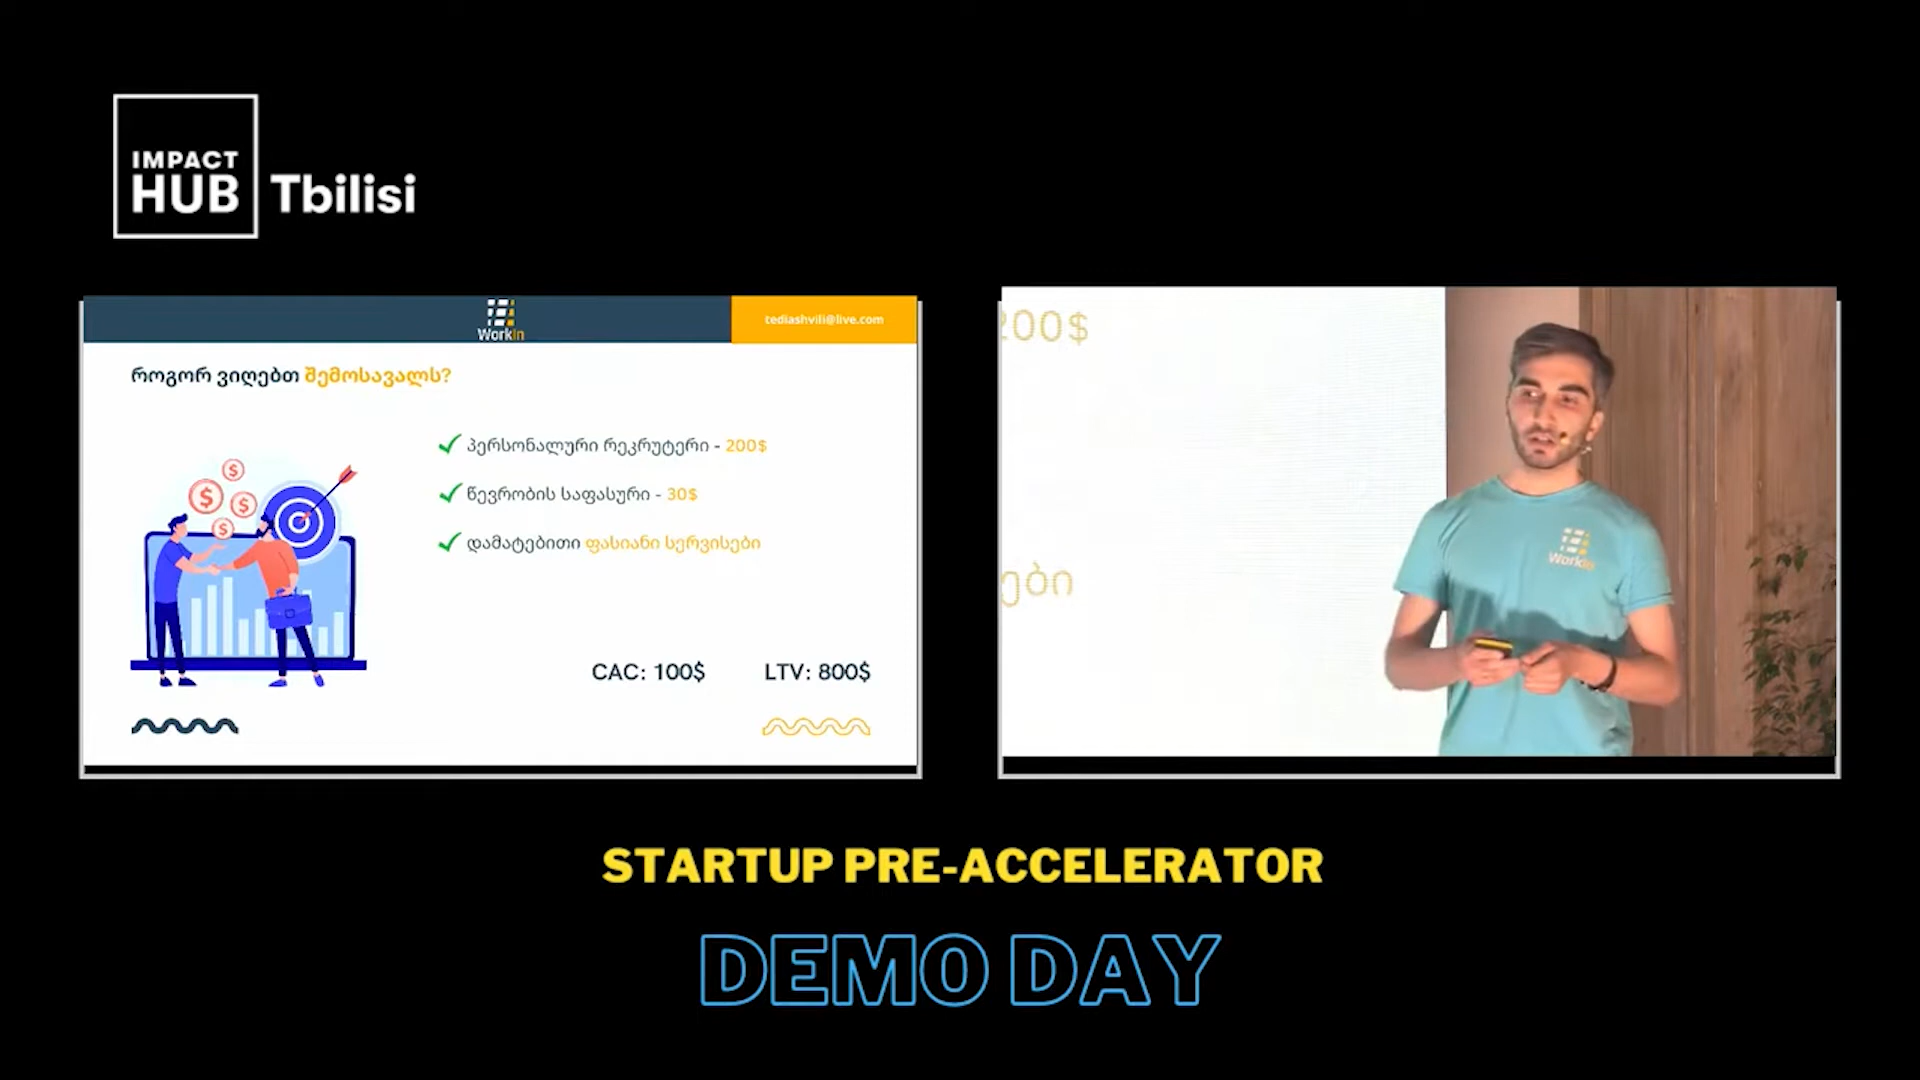 IMPACT
HUB Tbilisi
WorkIn
tediashvili@live.com
როგორ ვიღებთ შემოსავალს?
პერსონალური რეკრუტერი - 200$
წევრობის საფასური - 30$
დამატებითი ფასიანი სერვისები
CAC: 100$ LTV: 800$
200$
ები
WorkIn
STARTUP PRE-ACCELERATOR
DEMO DAY